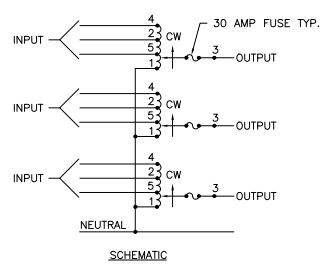 4
30 AMP FUSE TYP.
CW
2
INPUT
5
3
1
OUTPUT
4
CW
2
INPUT
5
3
1
OUTPUT
4
CW
2
INPUT
5
3
1
OUTPUT
NEUTRAL
SCHEMATIC